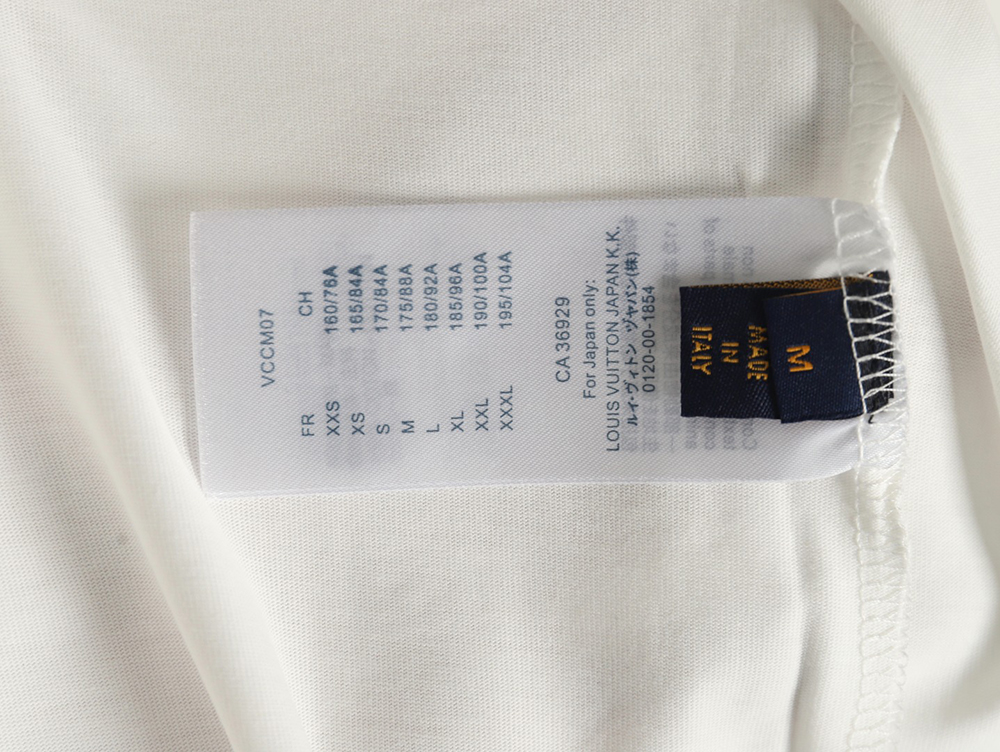 VCCM07
FR CH
XXS 160/76A
XS 165/84A
S 170/84A
M 175/88A
L 180/92A
XL 185/96A
XXL 190/100A
XXXL 195/104A
CA 36929
For Japan only:
LOUIS VUITTON JAPAN K.K.
ルイ・ヴィトン ヅャパン(株)
0120-00-1854
M
MADE
IN
ITALY